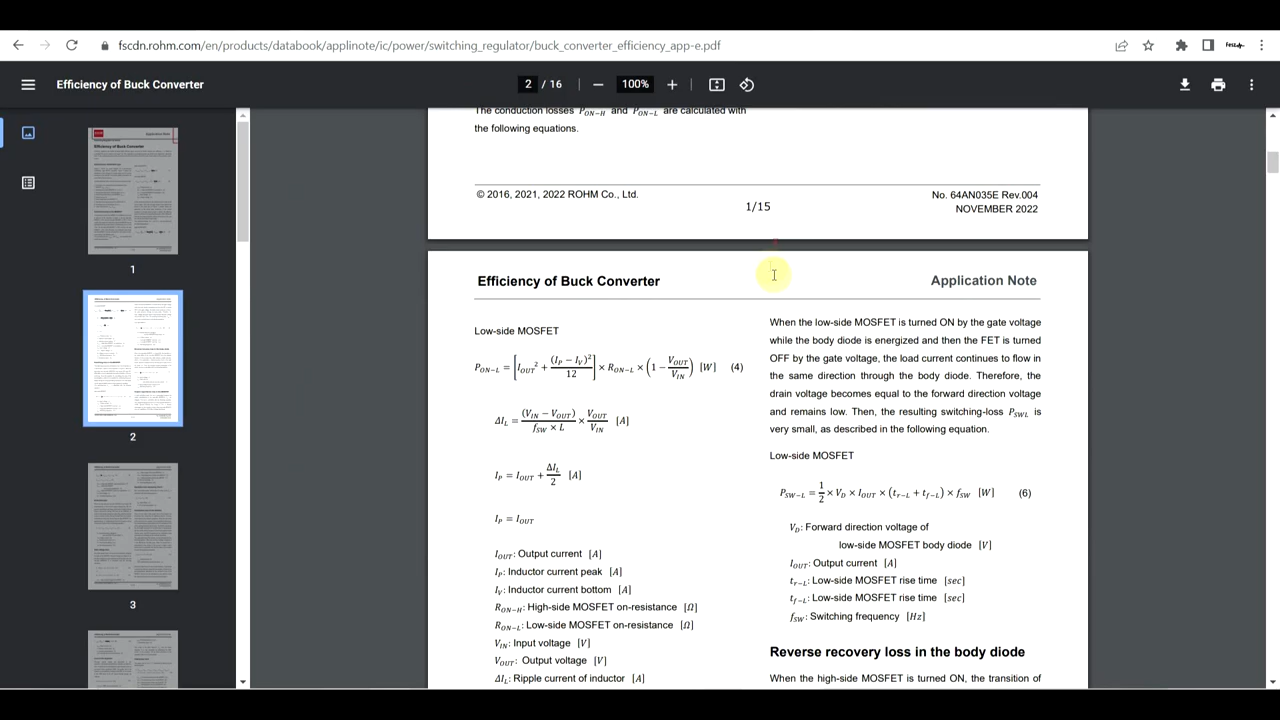 fscdn.rohm.com/en/products/databook/applinote/ic/power/switching_regulator/buck_converter_efficiency_app-e.pdf
Efficiency of Buck Converter
2 / 16
100%
1
2
3
The conduction losses P_ON−H and P_ON−L are calculated with
the following equations.
© 2016, 2021, 2022 ROHM Co., Ltd.
1/15
No. 64AN035E Rev.004
NOVEMBER 2022
Efficiency of Buck Converter
Application Note
Low-side MOSFET
P_ON−L = [ I_OUT ] × R_ON−L × (1 − V_OUT/V_IN) [W] (4)
ΔI_L = (V_IN − V_OUT)/(f_SW × L) × V_OUT/V_IN [A]
I_P = I_OUT + ΔI_L/2 [A]
I_P = I_OUT
I_OUT: Output current [A]
I_P: Inductor current peak [A]
I_V: Inductor current bottom [A]
R_ON−H: High-side MOSFET on-resistance [Ω]
R_ON−L: Low-side MOSFET on-resistance [Ω]
V_IN: Input voltage [V]
V_OUT: Output voltage [V]
ΔI_L: Ripple current of inductor [A]
When the low-side MOSFET is turned ON by the gate voltage
while the body diode is energized and then the FET is turned
OFF by the gate voltage, the load current continues to flow in
the same direction through the body diode. Therefore, the
drain voltage becomes equal to the forward direction voltage
and remains low. Then, the resulting switching-loss P_SWL is
very small, as described in the following equation.
Low-side MOSFET
P_SW−L = 1/2 × V_D × I_OUT × (t_r−L + t_f−L) × f_SW [W] (6)
V_D: Forward direction voltage of
low-side MOSFET body diode [V]
I_OUT: Output current [A]
t_r−L: Low-side MOSFET rise time [sec]
t_f−L: Low-side MOSFET rise time [sec]
f_SW: Switching frequency [Hz]
Reverse recovery loss in the body diode
When the high-side MOSFET is turned ON, the transition of